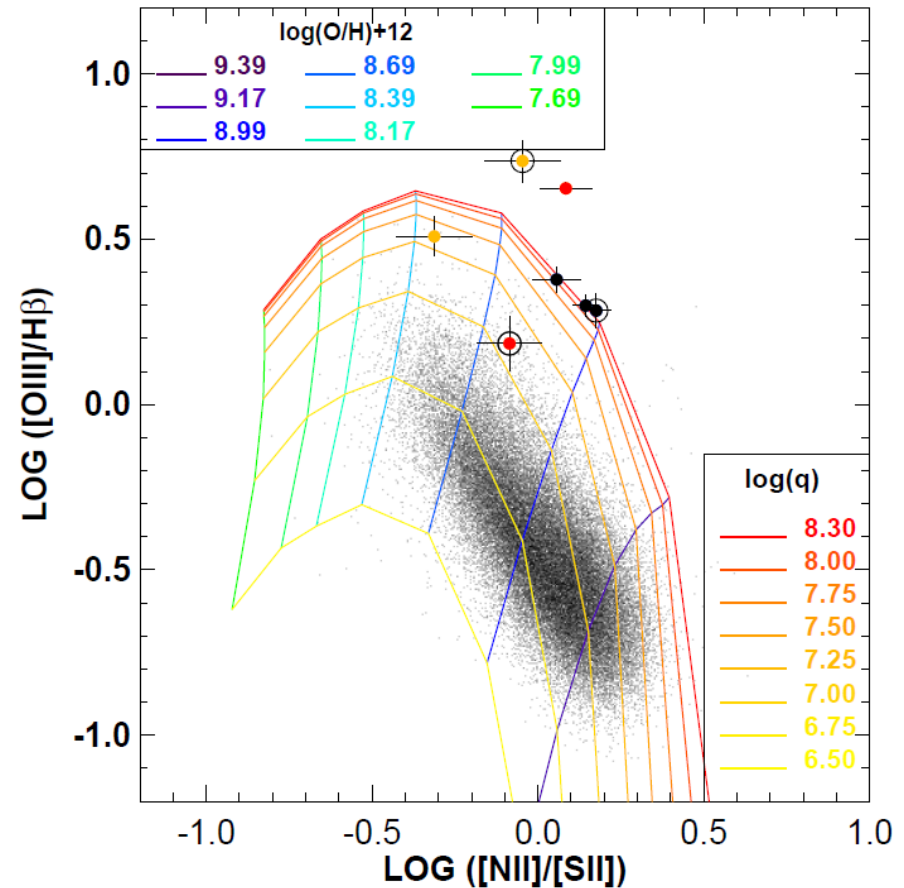 log(O/H)+12
9.39 8.69 7.99
9.17 8.39 7.69
8.99 8.17
1.0
0.5
0.0
-0.5
-1.0
LOG ([OIII]/Hβ)
log(q)
8.30
8.00
7.75
7.50
7.25
7.00
6.75
6.50
-1.0 -0.5 0.0 0.5 1.0
LOG ([NII]/[SII])